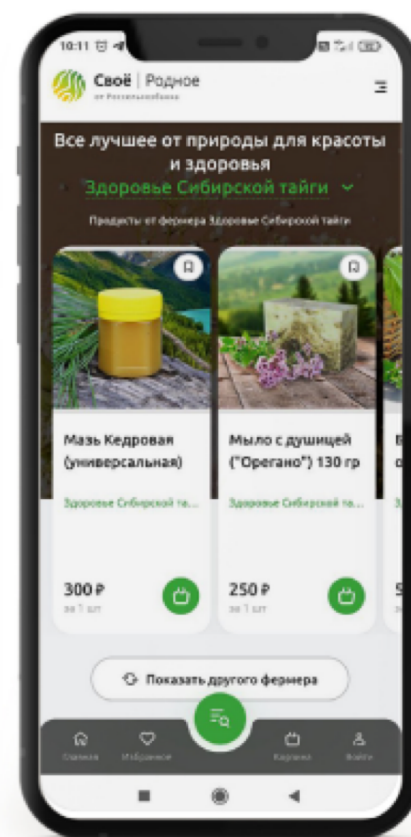 10:11
Своё | Родное
от Россельхозбанка
Все лучшее от природы для красоты
и здоровья
Здоровье Сибирской тайги
Продукты от фермера Здоровье Сибирской тайги
Мазь Кедровая
(универсальная)
Здоровье Сибирской та...
300 ₽
за 1 шт
Мыло с душицей
("Орегано") 130 гр
Здоровье Сибирской та...
250 ₽
за 1 шт
Показать другого фермера
Главная
Избранное
Корзина
Войти